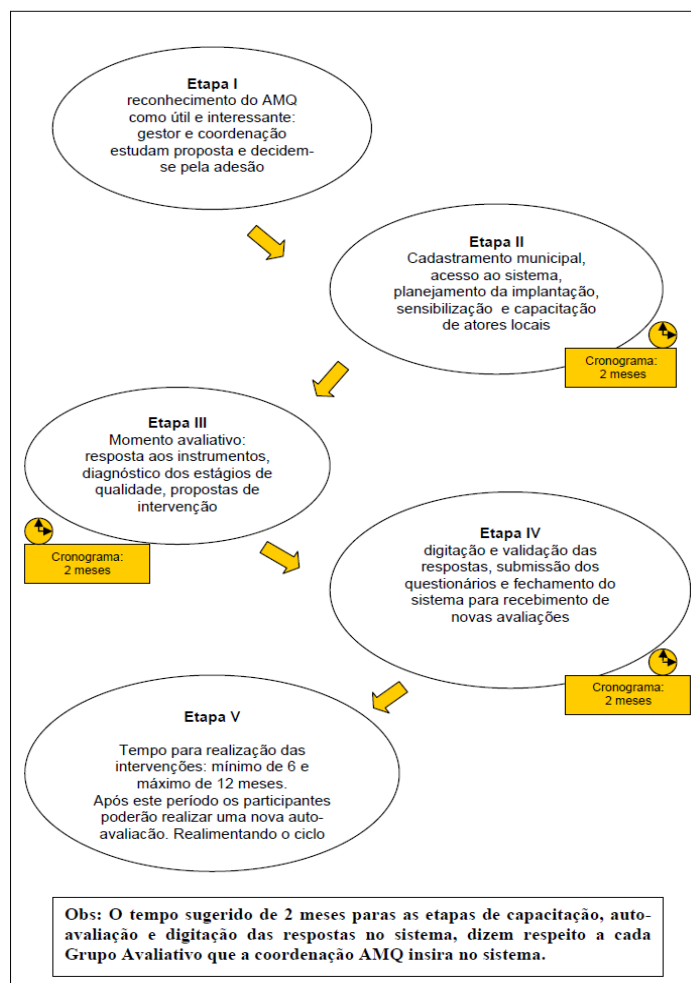 Etapa I
reconhecimento do AMQ
como útil e interessante:
gestor e coordenação
estudam proposta e decidem-
se pela adesão
Etapa II
Cadastramento municipal,
acesso ao sistema,
planejamento da implantação,
sensibilização e capacitação
de atores locais
Cronograma:
2 meses
Etapa III
Momento avaliativo:
resposta aos instrumentos,
diagnóstico dos estágios de
qualidade, propostas de
intervenção
Cronograma:
2 meses
Etapa IV
digitação e validação das
respostas, submissão dos
questionários e fechamento do
sistema para recebimento de
novas avaliações
Cronograma:
2 meses
Etapa V
Tempo para realização das
intervenções: mínimo de 6 e
máximo de 12 meses.
Após este período os participantes
poderão realizar uma nova auto-
avaliacão. Realimentando o ciclo
Obs: O tempo sugerido de 2 meses paras as etapas de capacitação, auto-
avaliação e digitação das respostas no sistema, dizem respeito a cada
Grupo Avaliativo que a coordenação AMQ insira no sistema.